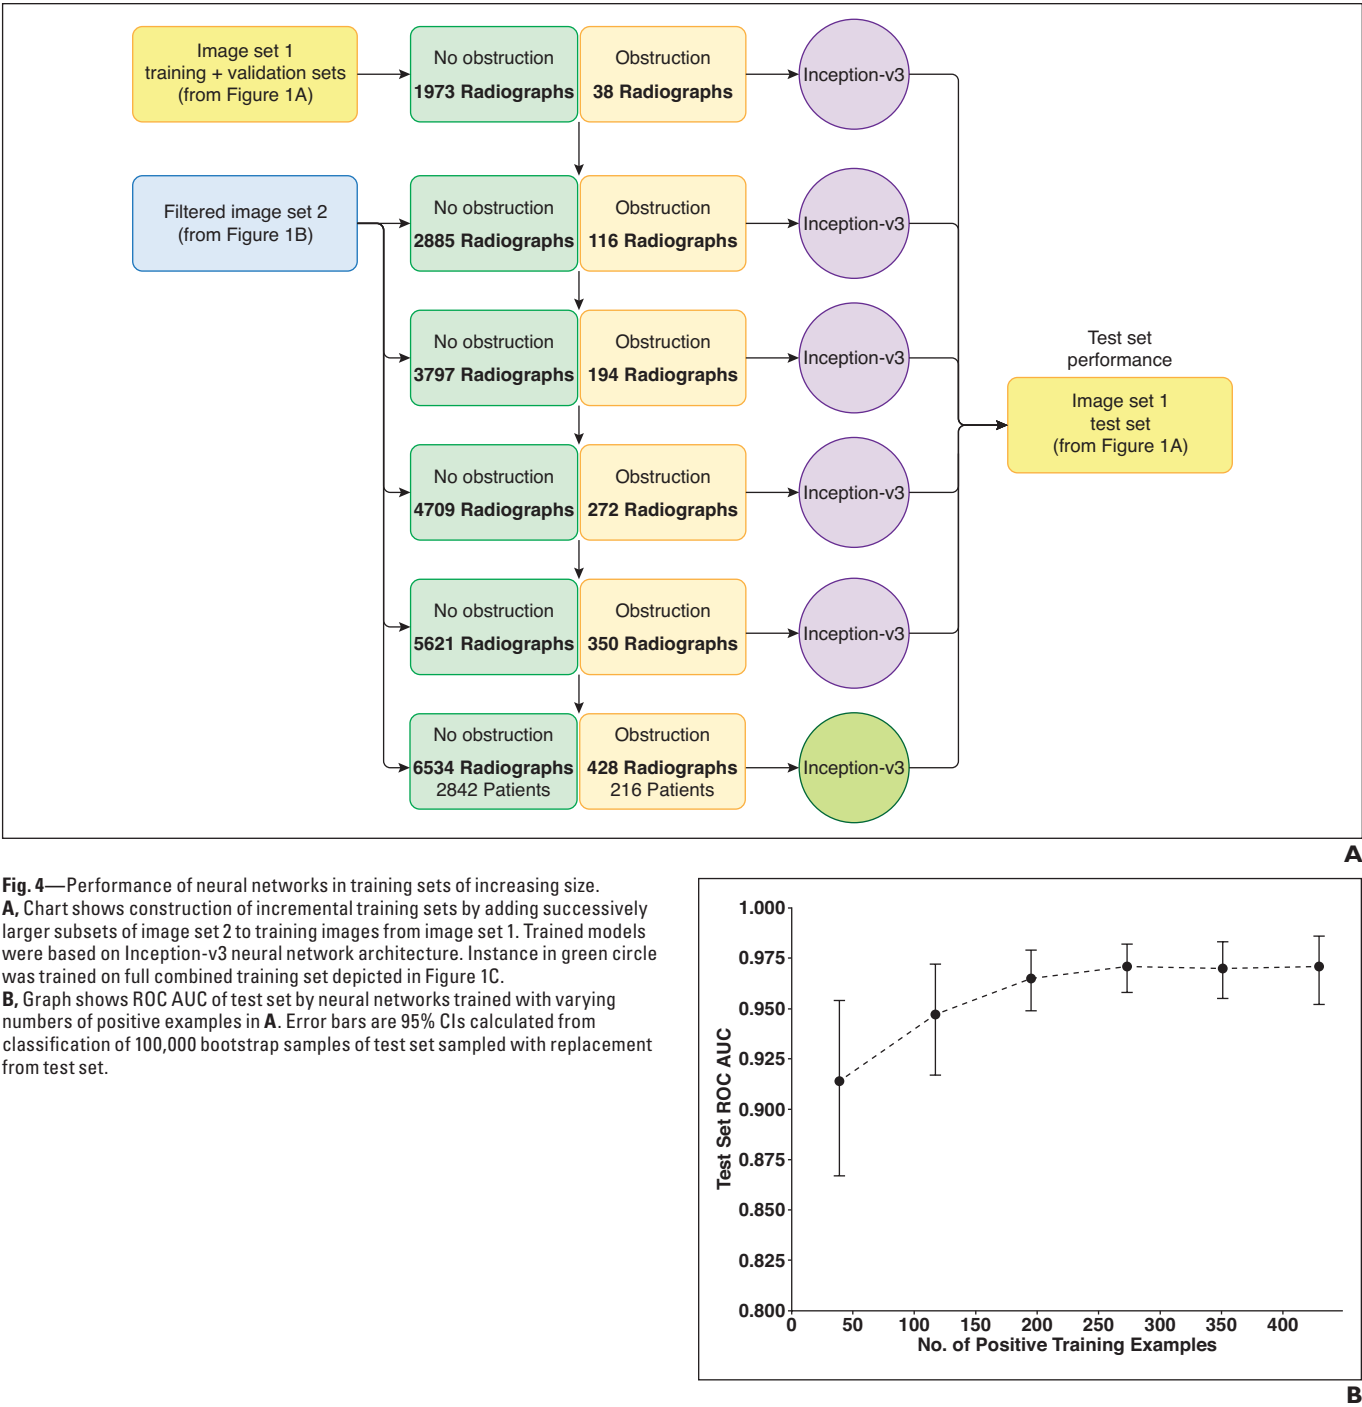 Image set 1
training + validation sets
(from Figure 1A)
No obstruction
1973 Radiographs
Obstruction
38 Radiographs
Inception-v3
Filtered image set 2
(from Figure 1B)
No obstruction
2885 Radiographs
Obstruction
116 Radiographs
Inception-v3
No obstruction
3797 Radiographs
Obstruction
194 Radiographs
Inception-v3
Test set
performance
Image set 1
test set
(from Figure 1A)
No obstruction
4709 Radiographs
Obstruction
272 Radiographs
Inception-v3
No obstruction
5621 Radiographs
Obstruction
350 Radiographs
Inception-v3
No obstruction
6534 Radiographs
2842 Patients
Obstruction
428 Radiographs
216 Patients
Inception-v3
A
Fig. 4—Performance of neural networks in training sets of increasing size.
A, Chart shows construction of incremental training sets by adding successively
larger subsets of image set 2 to training images from image set 1. Trained models
were based on Inception-v3 neural network architecture. Instance in green circle
was trained on full combined training set depicted in Figure 1C.
B, Graph shows ROC AUC of test set by neural networks trained with varying
numbers of positive examples in A. Error bars are 95% CIs calculated from
classification of 100,000 bootstrap samples of test set sampled with replacement
from test set.
Test Set ROC AUC
1.000
0.975
0.950
0.925
0.900
0.875
0.850
0.825
0.800
0 50 100 150 200 250 300 350 400
No. of Positive Training Examples
B